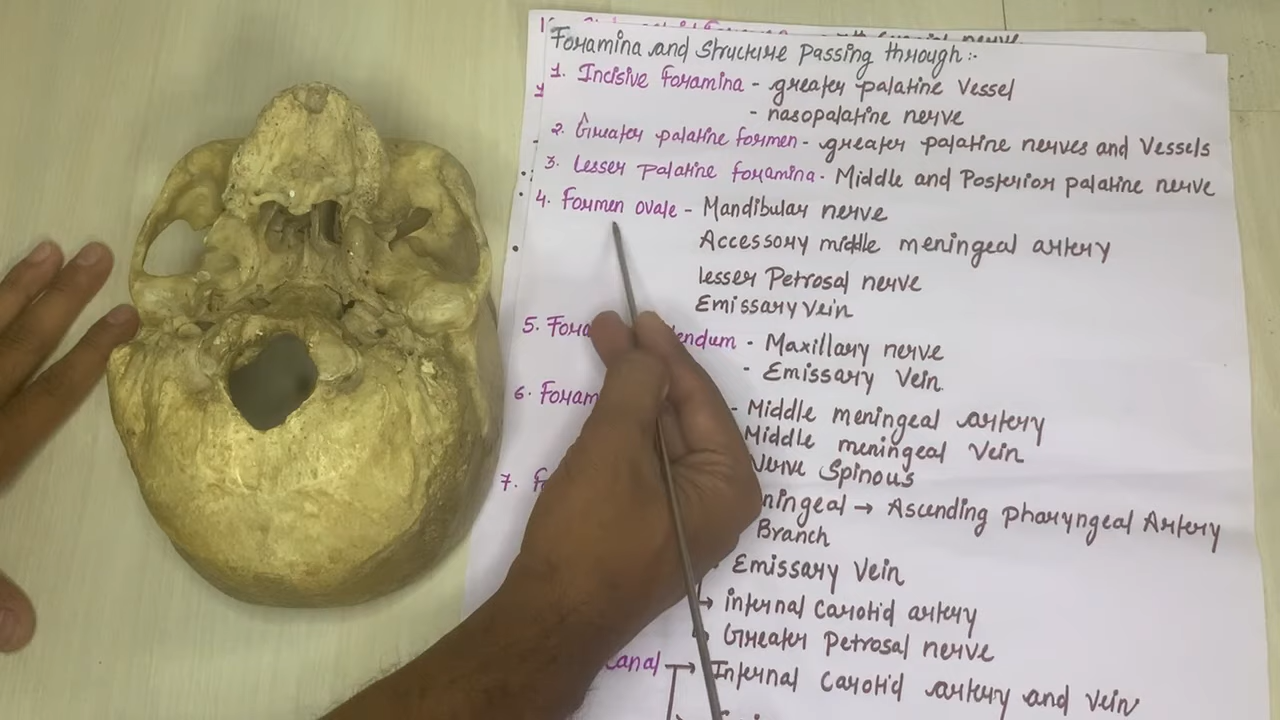 Foramina and Structure Passing through:-
1. Incisive foramina - greater palatine Vessel
- nasopalatine nerve
2. Greater palatine formen - greater palatine nerves and Vessels
3. Lesser palatine foramina - Middle and Posterior palatine nerve
4. Formen ovale - Mandibular nerve
Accessory middle meningeal artery
lesser Petrosal nerve
Emissary vein
5. Fora endum - Maxillary nerve
- Emissary Vein
6. Foram - Middle meningeal artery
Middle meningeal Vein
Nerve Spinous
7. f ningeal → Ascending pharyngeal Artery
Branch
Emissary Vein
→ internal Carotid artery
Greater Petrosal nerve
Canal → Infernal Carotid artery and vein